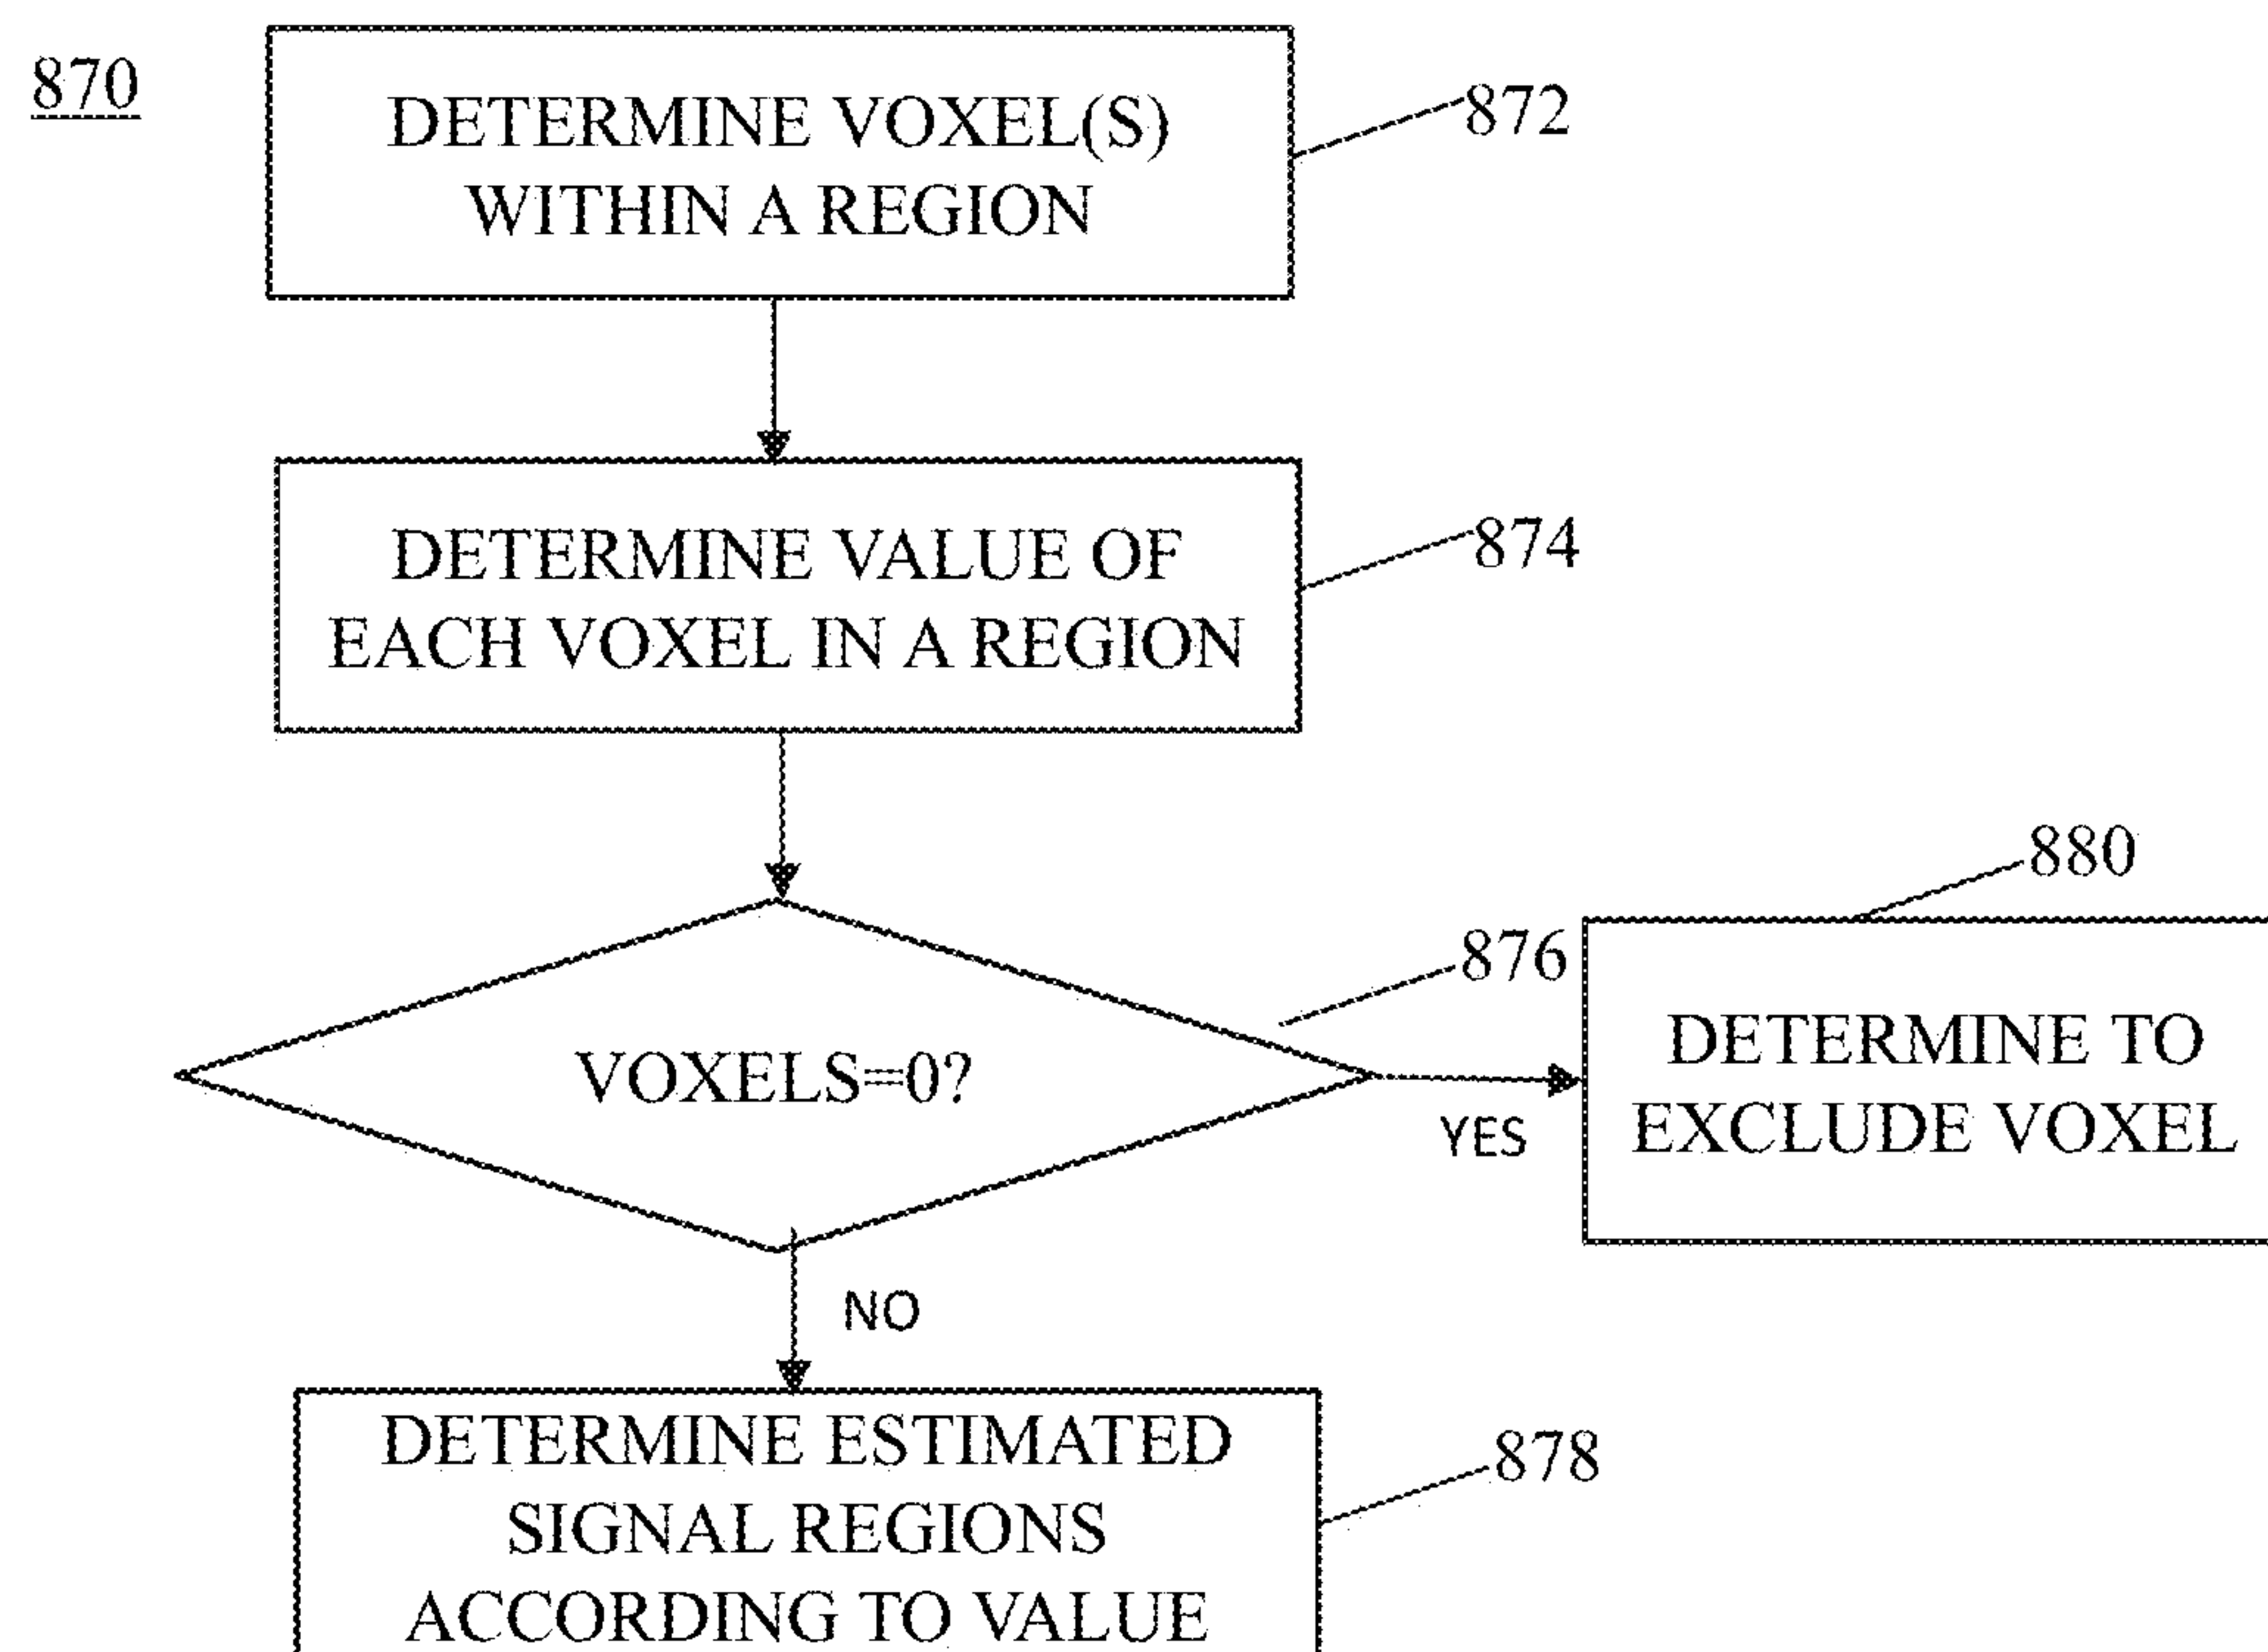 870
DETERMINE VOXEL(S)
WITHIN A REGION
872
DETERMINE VALUE OF
EACH VOXEL IN A REGION
874
VOXELS=0?
876
YES
880
DETERMINE TO
EXCLUDE VOXEL
NO
DETERMINE ESTIMATED
SIGNAL REGIONS
ACCORDING TO VALUE
878